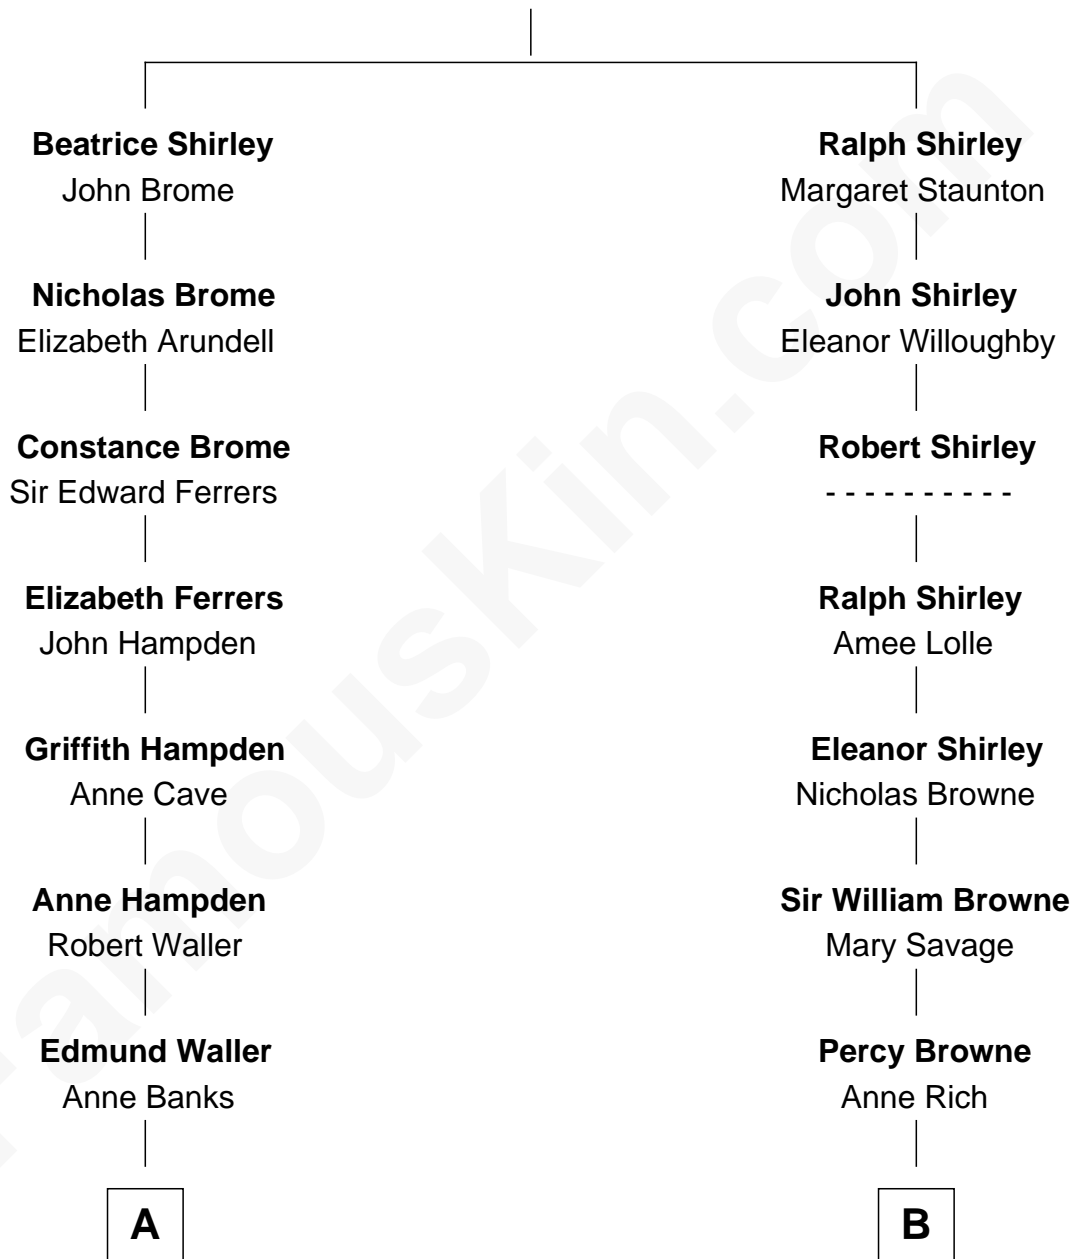 Beatrice Shirley
John Brome
Nicholas Brome
Elizabeth Arundell
Constance Brome
Sir Edward Ferrers
Elizabeth Ferrers
John Hampden
Griffith Hampden
Anne Cave
Anne Hampden
Robert Waller
Edmund Waller
Anne Banks
A
Ralph Shirley
Margaret Staunton
John Shirley
Eleanor Willoughby
Robert Shirley
- - - - - - - - - -
Ralph Shirley
Amee Lolle
Eleanor Shirley
Nicholas Browne
Sir William Browne
Mary Savage
Percy Browne
Anne Rich
B
FamousKin.com